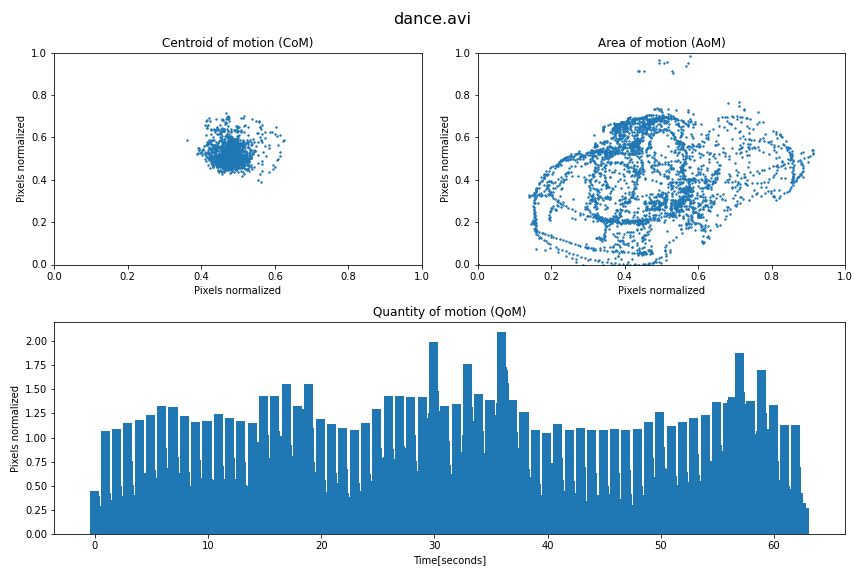 dance.avi
Centroid of motion (CoM)
Area of motion (AoM)
1.0
0.8
0.6
0.4
0.2
0.0
Pixels normalized
0.0 0.2 0.4 0.6 0.8 1.0
Pixels normalized
1.0
0.8
0.6
0.4
0.2
0.0
Pixels normalized
0.0 0.2 0.4 0.6 0.8 1.0
Pixels normalized
Quantity of motion (QoM)
2.00
1.75
1.50
1.25
1.00
0.75
0.50
0.25
0.00
Pixels normalized
0 10 20 30 40 50 60
Time[seconds]